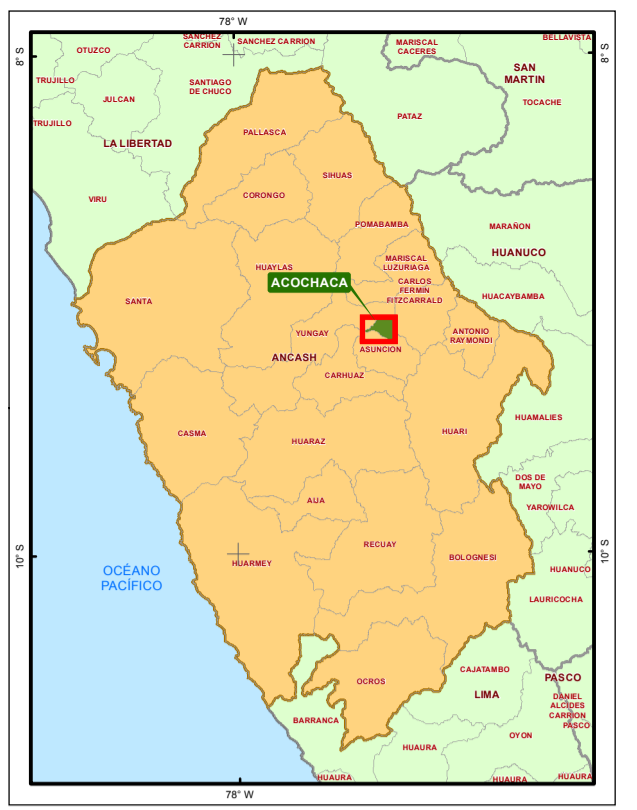 78° W
SANCHEZ
CARRIÓN
SANCHEZ CARRION
MARISCAL
CACERES
BELLAVISTA
8° S
8° S
OTUZCO
SAN
MARTIN
TRUJILLO
JULCAN
SANTIAGO
DE CHUCO
TOCACHE
PATAZ
TRUJILLO
PALLASCA
LA LIBERTAD
SIHUAS
CORONGO
VIRU
POMABAMBA
MARAÑON
HUANUCO
MARISCAL
LUZURIAGA
HUAYLAS
CARLOS
FERMIN
FITZCARRALD
ACOCHACA
HUACAYBAMBA
SANTA
YUNGAY
ANTONIO
RAYMONDI
ASUNCION
ANCASH
CARHUAZ
HUAMALIES
CASMA
HUARAZ
HUARI
DOS DE
MAYO
YAROWILCA
AIJA
RECUAY
BOLOGNESI
10° S
10° S
HUARMEY
HUANUCO
OCÉANO
PACÍFICO
LAURICOCHA
CAJATAMBO
PASCO
OCROS
LIMA
DANIEL
ALCIDES
CARRION
PASCO
BARRANCA
OYON
HUAURA
HUAURA
HUAURA
HUAURA
78° W